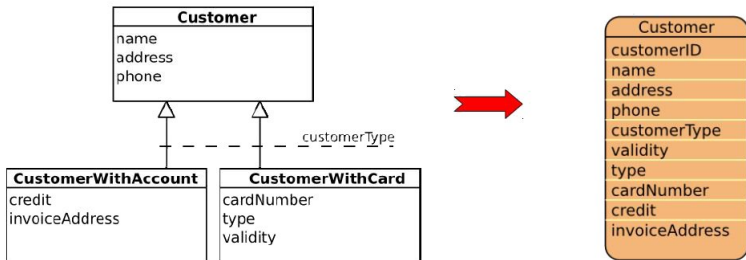 Customer
name
address
phone
customerType
CustomerWithAccount
credit
invoiceAddress
CustomerWithCard
cardNumber
type
validity
Customer
customerID
name
address
phone
customerType
validity
type
cardNumber
credit
invoiceAddress